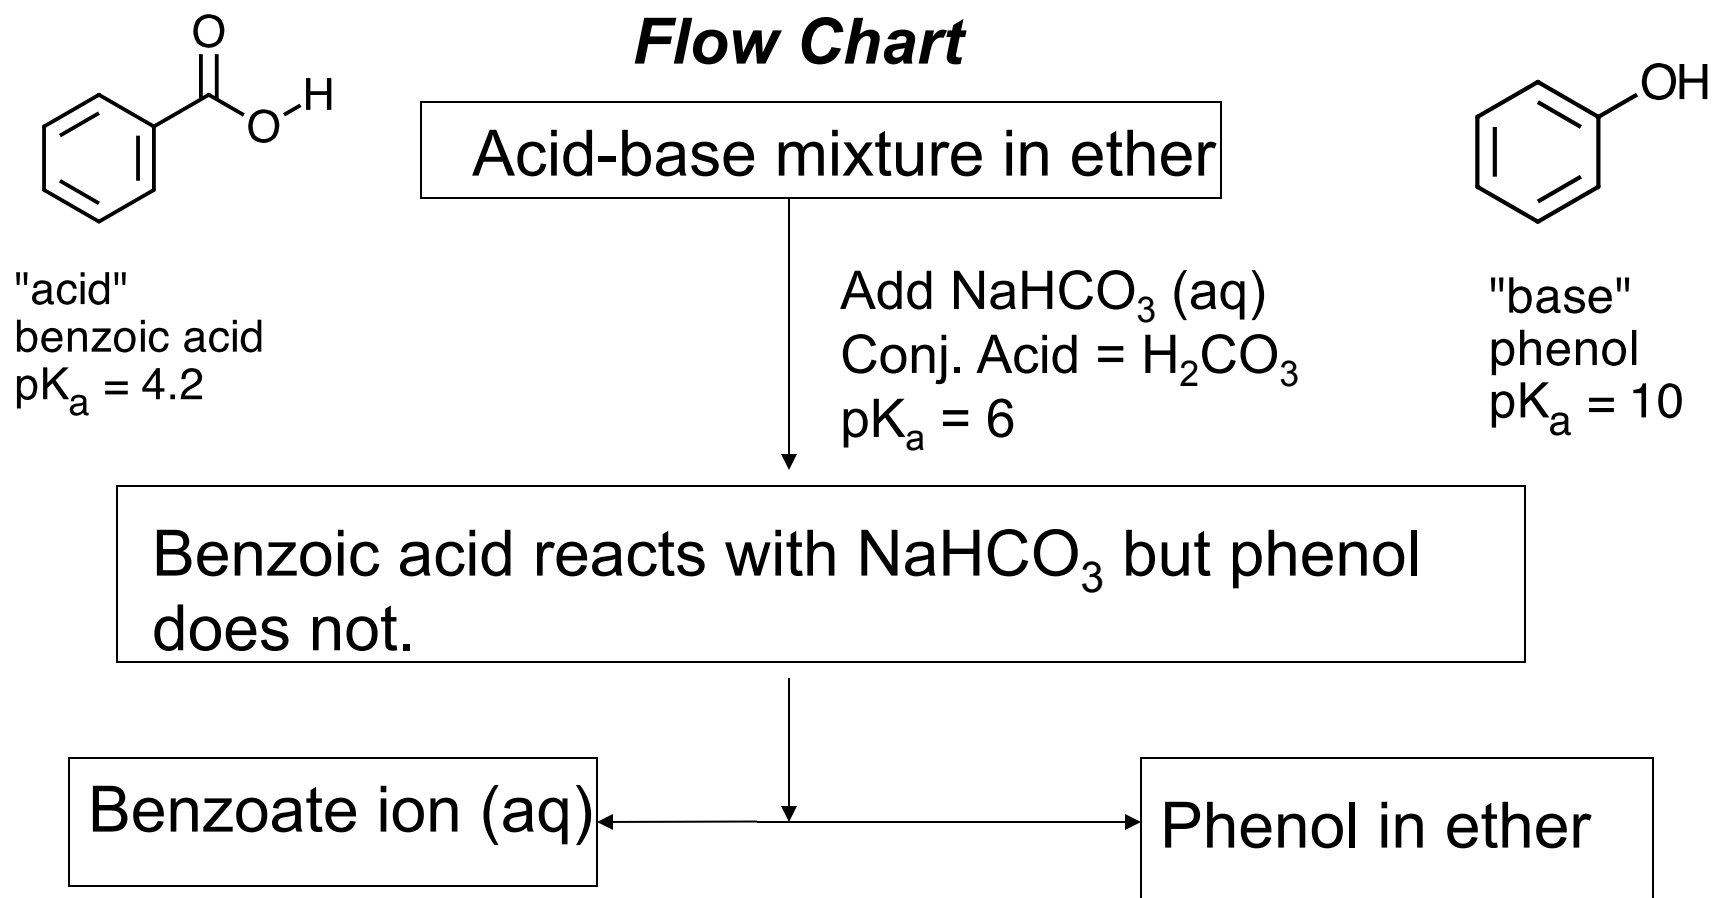 Flow Chart
O
H
O
OH
Acid-base mixture in ether
"acid"
benzoic acid
pKa = 4.2
Add NaHCO3 (aq)
Conj. Acid = H2CO3
pKa = 6
"base"
phenol
pKa = 10
Benzoic acid reacts with NaHCO3 but phenol
does not.
Benzoate ion (aq)
Phenol in ether